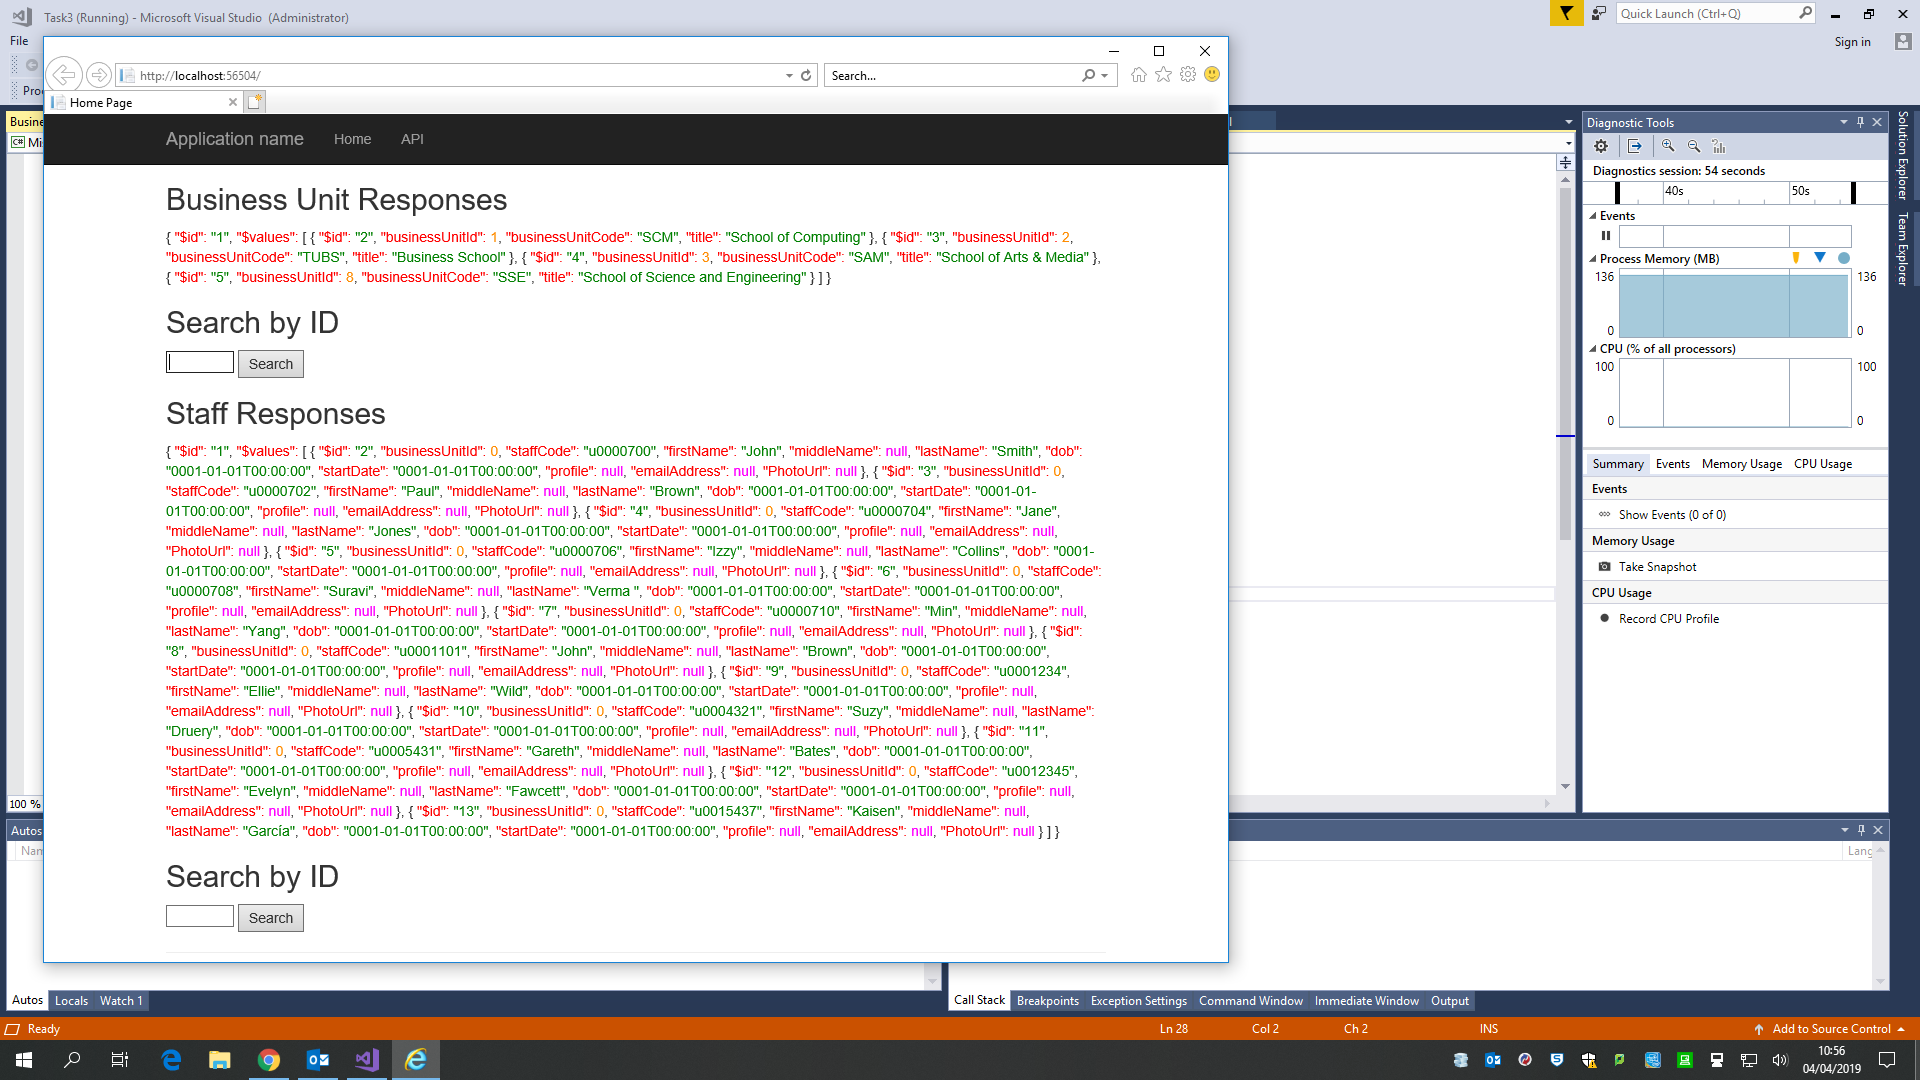 Task3 (Running) - Microsoft Visual Studio (Administrator)
Quick Launch (Ctrl+Q)
File
Sign in
http://localhost:56504/
Search...
Home Page
Application name Home API
Business Unit Responses
{ "$id": "1", "$values": [ { "$id": "2", "businessUnitId": 1, "businessUnitCode": "SCM", "title": "School of Computing" }, { "$id": "3", "businessUnitId": 2,
"businessUnitCode": "TUBS", "title": "Business School" }, { "$id": "4", "businessUnitId": 3, "businessUnitCode": "SAM", "title": "School of Arts & Media" },
{ "$id": "5", "businessUnitId": 8, "businessUnitCode": "SSE", "title": "School of Science and Engineering" } ] }
Search by ID
Search
Staff Responses
{ "$id": "1", "$values": [ { "$id": "2", "businessUnitId": 0, "staffCode": "u0000700", "firstName": "John", "middleName": null, "lastName": "Smith", "dob":
"0001-01-01T00:00:00", "startDate": "0001-01-01T00:00:00", "profile": null, "emailAddress": null, "PhotoUrl": null }, { "$id": "3", "businessUnitId": 0,
"staffCode": "u0000702", "firstName": "Paul", "middleName": null, "lastName": "Brown", "dob": "0001-01-01T00:00:00", "startDate": "0001-01-
01T00:00:00", "profile": null, "emailAddress": null, "PhotoUrl": null }, { "$id": "4", "businessUnitId": 0, "staffCode": "u0000704", "firstName": "Jane",
"middleName": null, "lastName": "Jones", "dob": "0001-01-01T00:00:00", "startDate": "0001-01-01T00:00:00", "profile": null, "emailAddress": null,
"PhotoUrl": null }, { "$id": "5", "businessUnitId": 0, "staffCode": "u0000706", "firstName": "Izzy", "middleName": null, "lastName": "Collins", "dob": "0001-
01-01T00:00:00", "startDate": "0001-01-01T00:00:00", "profile": null, "emailAddress": null, "PhotoUrl": null }, { "$id": "6", "businessUnitId": 0, "staffCode":
"u0000708", "firstName": "Suravi", "middleName": null, "lastName": "Verma ", "dob": "0001-01-01T00:00:00", "startDate": "0001-01-01T00:00:00",
"profile": null, "emailAddress": null, "PhotoUrl": null }, { "$id": "7", "businessUnitId": 0, "staffCode": "u0000710", "firstName": "Min", "middleName": null,
"lastName": "Yang", "dob": "0001-01-01T00:00:00", "startDate": "0001-01-01T00:00:00", "profile": null, "emailAddress": null, "PhotoUrl": null }, { "$id":
"8", "businessUnitId": 0, "staffCode": "u0001101", "firstName": "John", "middleName": null, "lastName": "Brown", "dob": "0001-01-01T00:00:00",
"startDate": "0001-01-01T00:00:00", "profile": null, "emailAddress": null, "PhotoUrl": null }, { "$id": "9", "businessUnitId": 0, "staffCode": "u0001234",
"firstName": "Ellie", "middleName": null, "lastName": "Wild", "dob": "0001-01-01T00:00:00", "startDate": "0001-01-01T00:00:00", "profile": null,
"emailAddress": null, "PhotoUrl": null }, { "$id": "10", "businessUnitId": 0, "staffCode": "u0004321", "firstName": "Suzy", "middleName": null, "lastName":
"Druery", "dob": "0001-01-01T00:00:00", "startDate": "0001-01-01T00:00:00", "profile": null, "emailAddress": null, "PhotoUrl": null }, { "$id": "11",
"businessUnitId": 0, "staffCode": "u0005431", "firstName": "Gareth", "middleName": null, "lastName": "Bates", "dob": "0001-01-01T00:00:00",
"startDate": "0001-01-01T00:00:00", "profile": null, "emailAddress": null, "PhotoUrl": null }, { "$id": "12", "businessUnitId": 0, "staffCode": "u0012345",
"firstName": "Evelyn", "middleName": null, "lastName": "Fawcett", "dob": "0001-01-01T00:00:00", "startDate": "0001-01-01T00:00:00", "profile": null,
"emailAddress": null, "PhotoUrl": null }, { "$id": "13", "businessUnitId": 0, "staffCode": "u0015437", "firstName": "Kaisen", "middleName": null,
"lastName": "García", "dob": "0001-01-01T00:00:00", "startDate": "0001-01-01T00:00:00", "profile": null, "emailAddress": null, "PhotoUrl": null } ] }
Search by ID
Search
100 %
Autos
Autos Locals Watch 1
Diagnostic Tools
Diagnostics session: 54 seconds
40s 50s
Events
Process Memory (MB)
136 136
0 0
CPU (% of all processors)
100 100
0 0
Summary Events Memory Usage CPU Usage
Events
Show Events (0 of 0)
Memory Usage
Take Snapshot
CPU Usage
Record CPU Profile
Solution Explorer
Team Explorer
Call Stack Breakpoints Exception Settings Command Window Immediate Window Output
Ready Ln 28 Col 2 Ch 2 INS Add to Source Control
10:56
04/04/2019